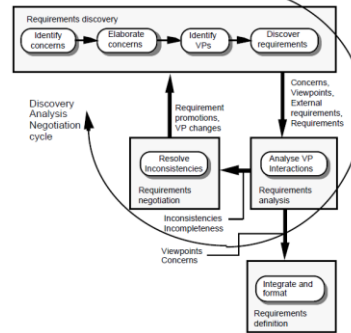 Requirements discovery
Identify
concerns
Elaborate
concerns
Identify
VPs
Discover
requirements
Discovery
Analysis
Negotiation
cycle
Requirement
promotions,
VP changes
Concerns,
Viewpoints,
External
requirements,
Requirements
Resolve
Inconsistencies
Requirements
negotiation
Analyse VP
Interactions
Requirements
analysis
Inconsistencies
Incompleteness
Viewpoints
Concerns
Integrate and
format
Requirements
definition